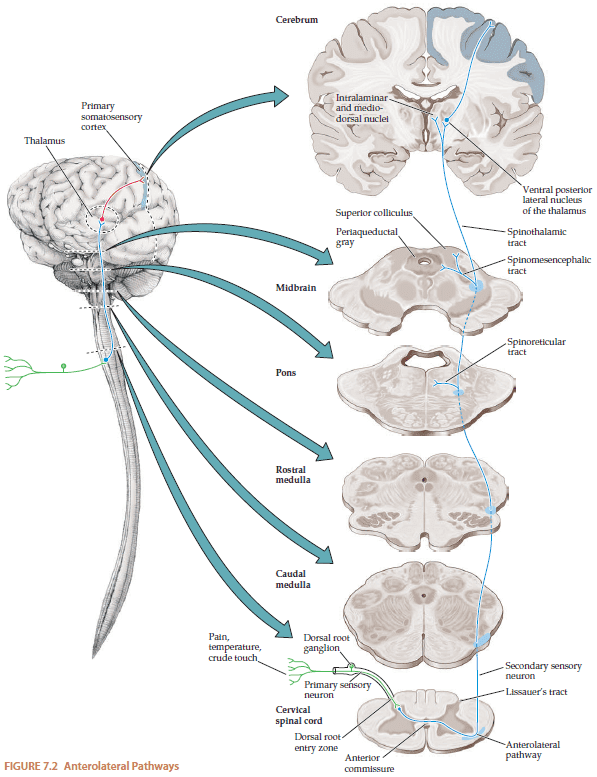 Cerebrum
Primary
somatosensory
cortex
Thalamus
Intralaminar
and medio-
dorsal nuclei
Ventral posterior
lateral nucleus
of the thalamus
Superior colliculus
Periaqueductal
gray
Spinothalamic
tract
Spinomesencephalic
tract
Midbrain
Spinoreticular
tract
Pons
Rostral
medulla
Caudal
medulla
Pain,
temperature,
crude touch
Dorsal root
ganglion
Primary sensory
neuron
Secondary sensory
neuron
Lissauer's tract
Cervical
spinal cord
Dorsal root
entry zone
Anterior
commissure
Anterolateral
pathway
FIGURE 7.2 Anterolateral Pathways